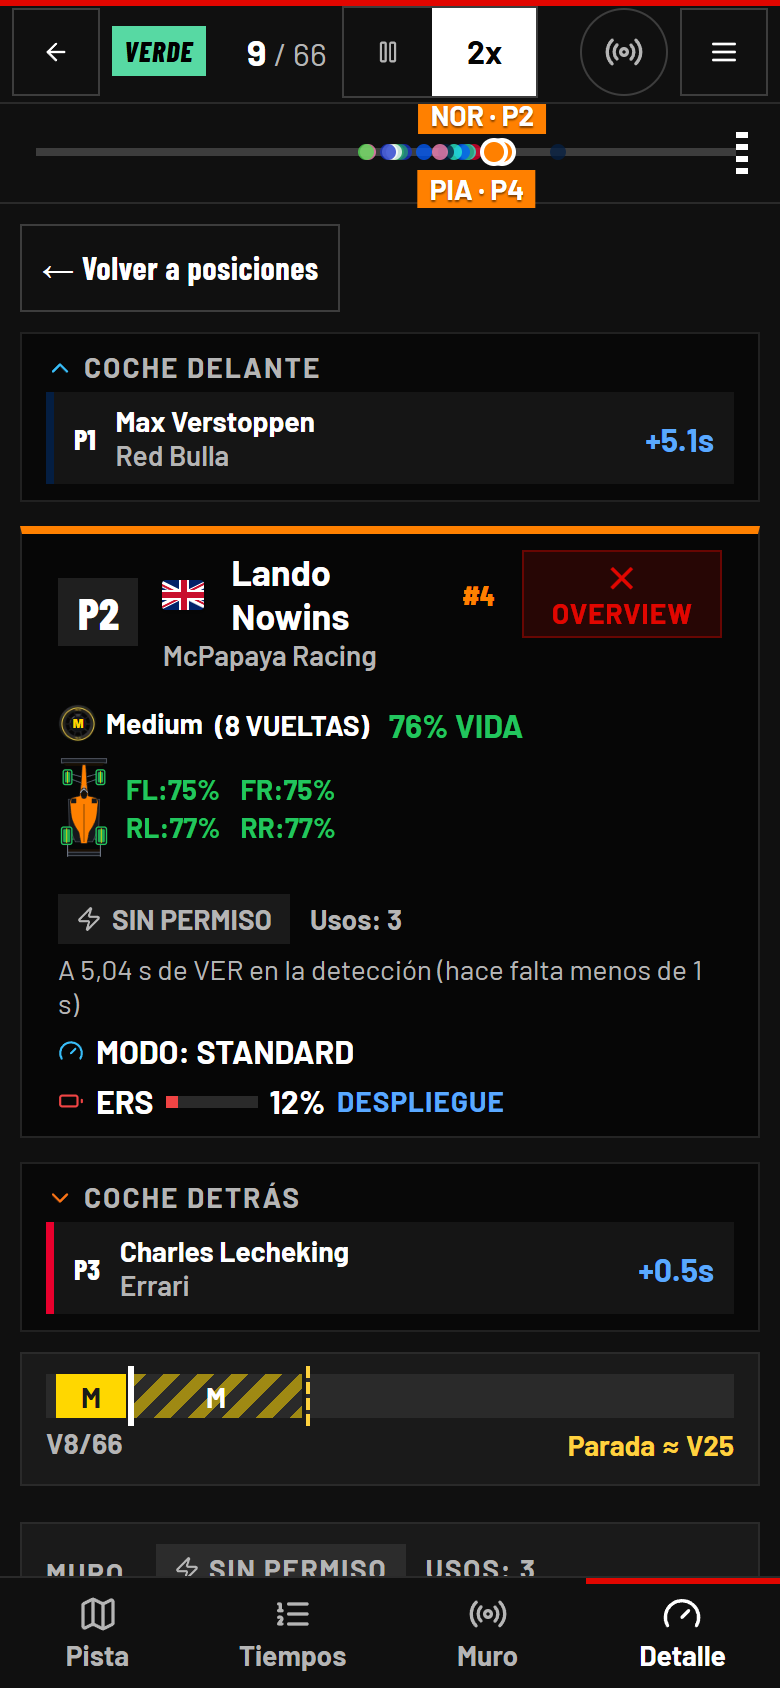 VERDE 9 / 66 2x
NOR · P2
PIA · P4
← Volver a posiciones
COCHE DELANTE
P1 Max Verstoppen +5.1s
Red Bulla
P2 Lando Nowins #4 OVERVIEW
McPapaya Racing
M Medium (8 VUELTAS) 76% VIDA
FL:75% FR:75%
RL:77% RR:77%
SIN PERMISO Usos: 3
A 5,04 s de VER en la detección (hace falta menos de 1
s)
MODO: STANDARD
ERS 12% DESPLIEGUE
COCHE DETRÁS
P3 Charles Lecheking +0.5s
Errari
M M
V8/66 Parada ≈ V25
MURO SIN PERMISO USOS: 3
Pista Tiempos Muro Detalle